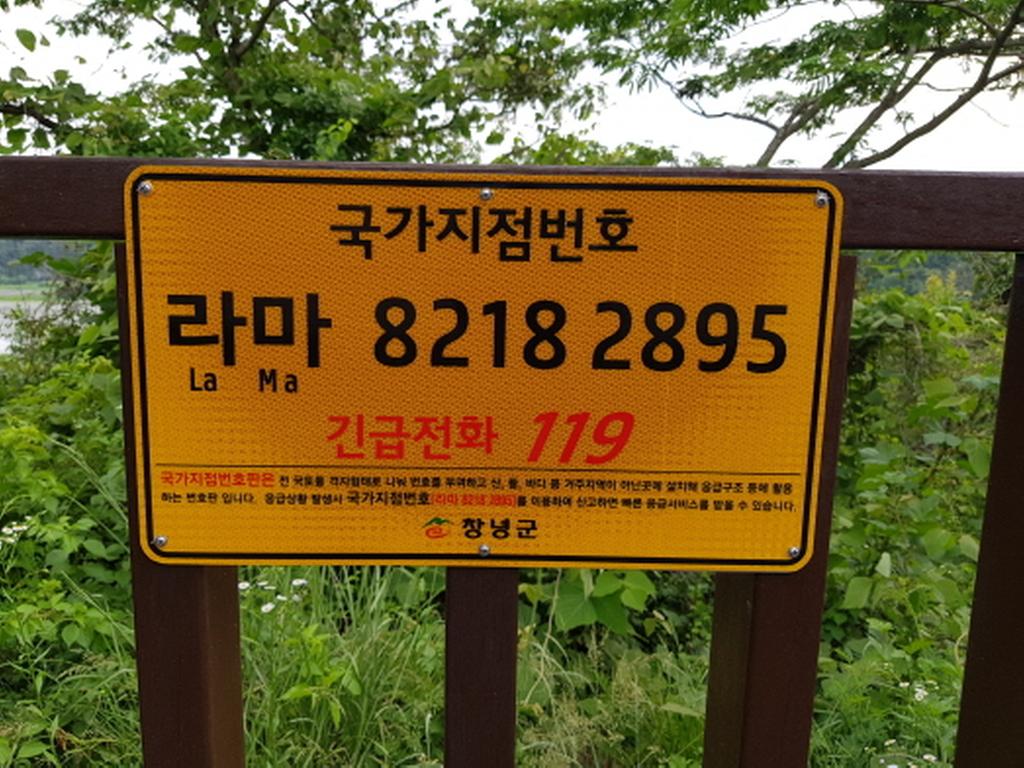 국가지점번호
라마 8218 2895
La Ma
긴급전화 119
국가지점번호판은 전 국토를 격자형태로 나눠 번호를 부여하고 산, 들, 바다 등 거주지역이 아닌곳에 설치해 응급구조 등에 활용
하는 번호판 입니다. 응급상황 발생시 국가지점번호(라마 8218 2895)를 이용하여 신고하면 빠른 응급서비스를 받을 수 있습니다.
창녕군